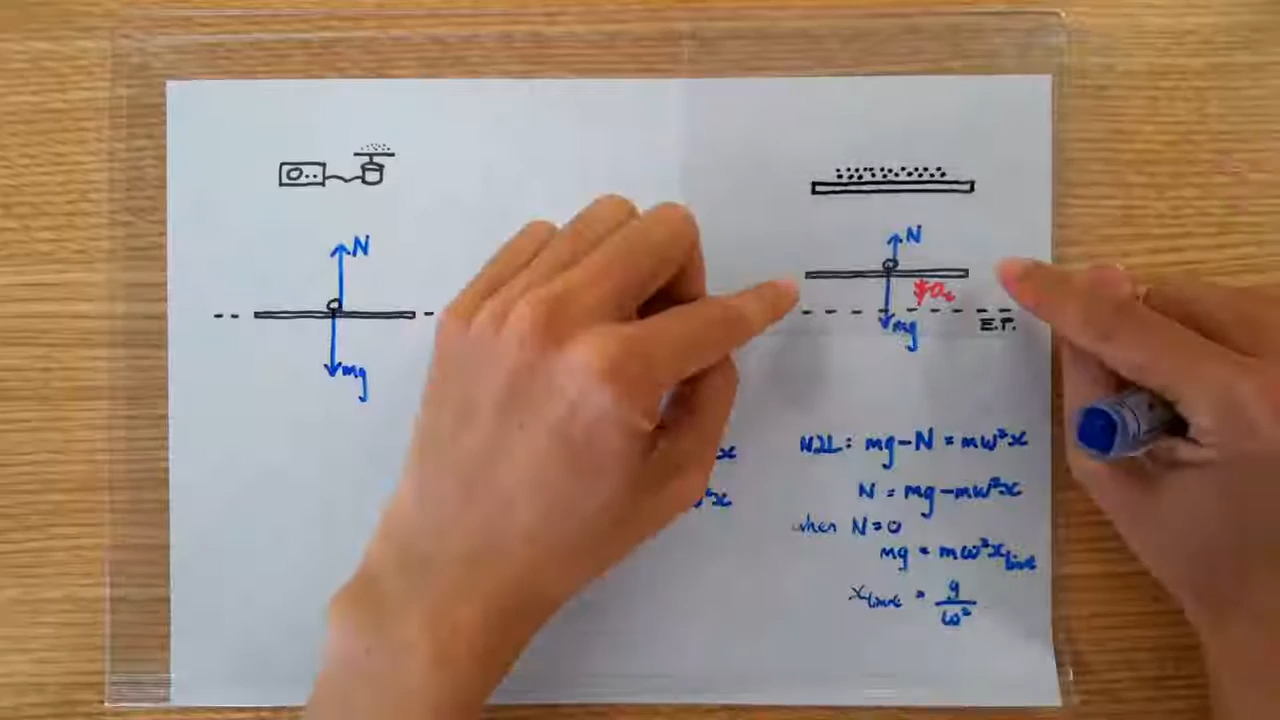 N
mg
N
a
mg
E.P.
N2L: mg-N = mω²x
N = mg-mω²x
when N=0
mg = mω²x
x = g/ω²